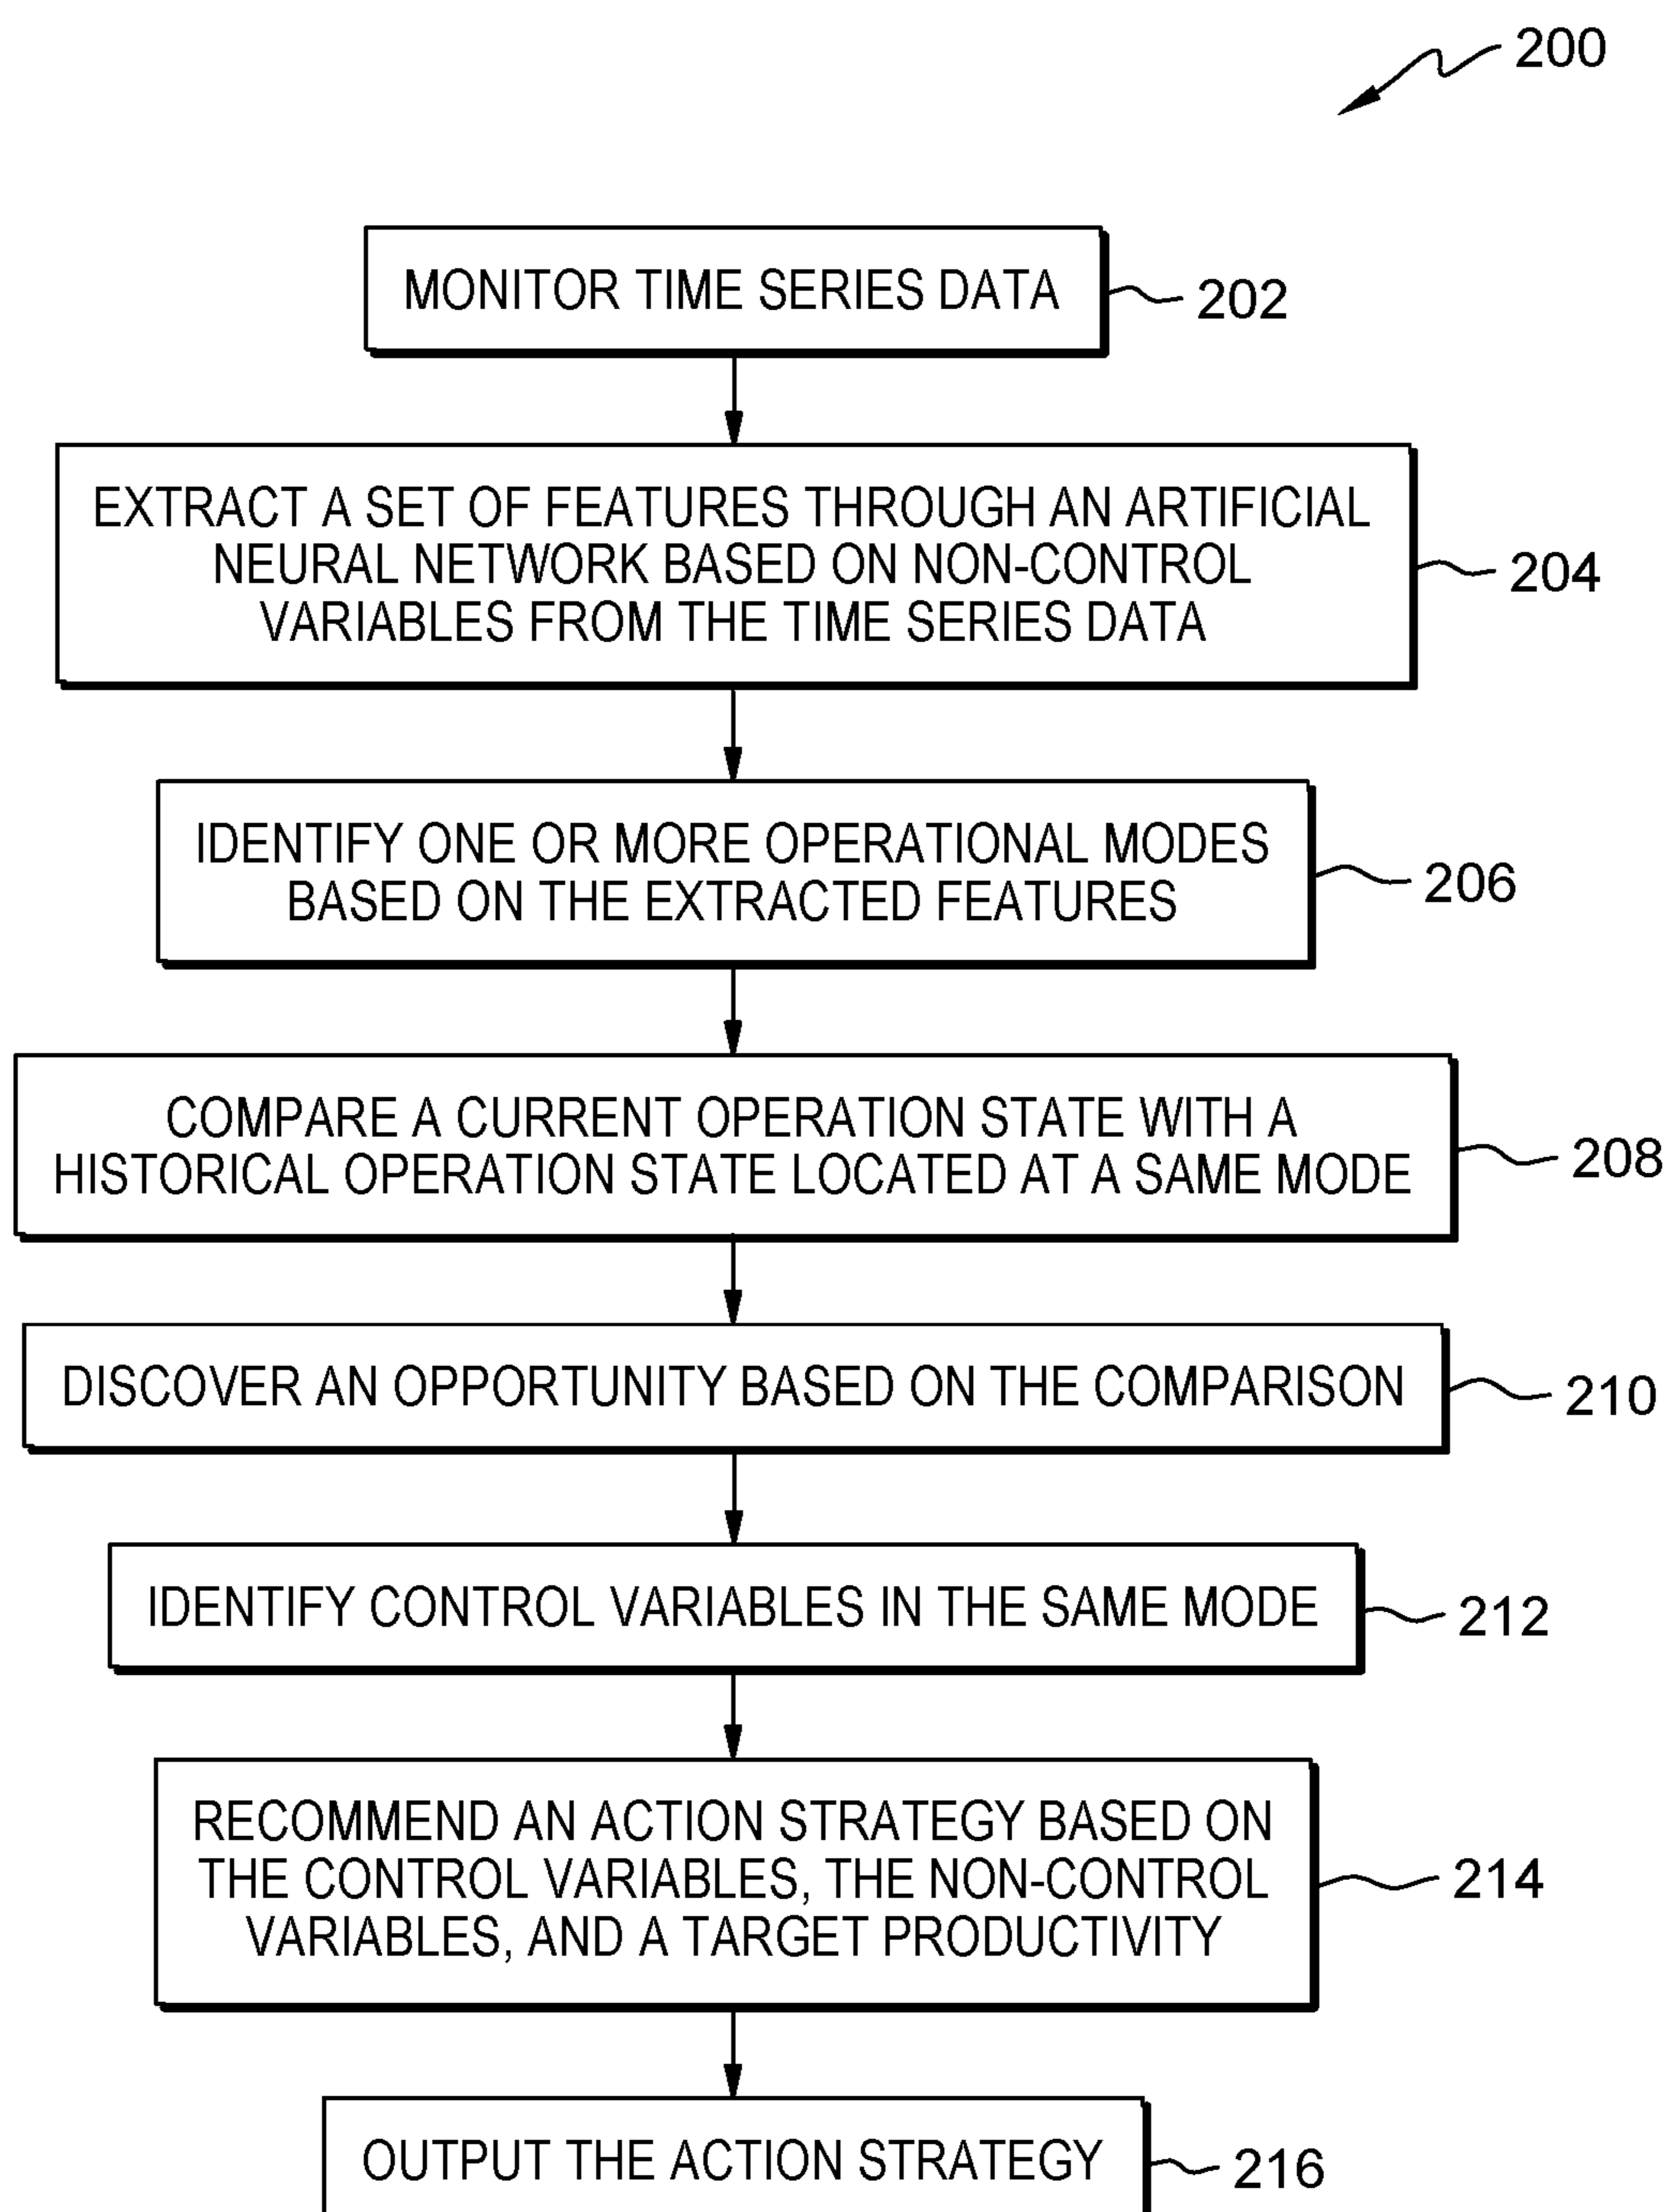 200
MONITOR TIME SERIES DATA
202
EXTRACT A SET OF FEATURES THROUGH AN ARTIFICIAL
NEURAL NETWORK BASED ON NON-CONTROL
VARIABLES FROM THE TIME SERIES DATA
204
IDENTIFY ONE OR MORE OPERATIONAL MODES
BASED ON THE EXTRACTED FEATURES
206
COMPARE A CURRENT OPERATION STATE WITH A
HISTORICAL OPERATION STATE LOCATED AT A SAME MODE
208
DISCOVER AN OPPORTUNITY BASED ON THE COMPARISON
210
IDENTIFY CONTROL VARIABLES IN THE SAME MODE
212
RECOMMEND AN ACTION STRATEGY BASED ON
THE CONTROL VARIABLES, THE NON-CONTROL
VARIABLES, AND A TARGET PRODUCTIVITY
214
OUTPUT THE ACTION STRATEGY
216